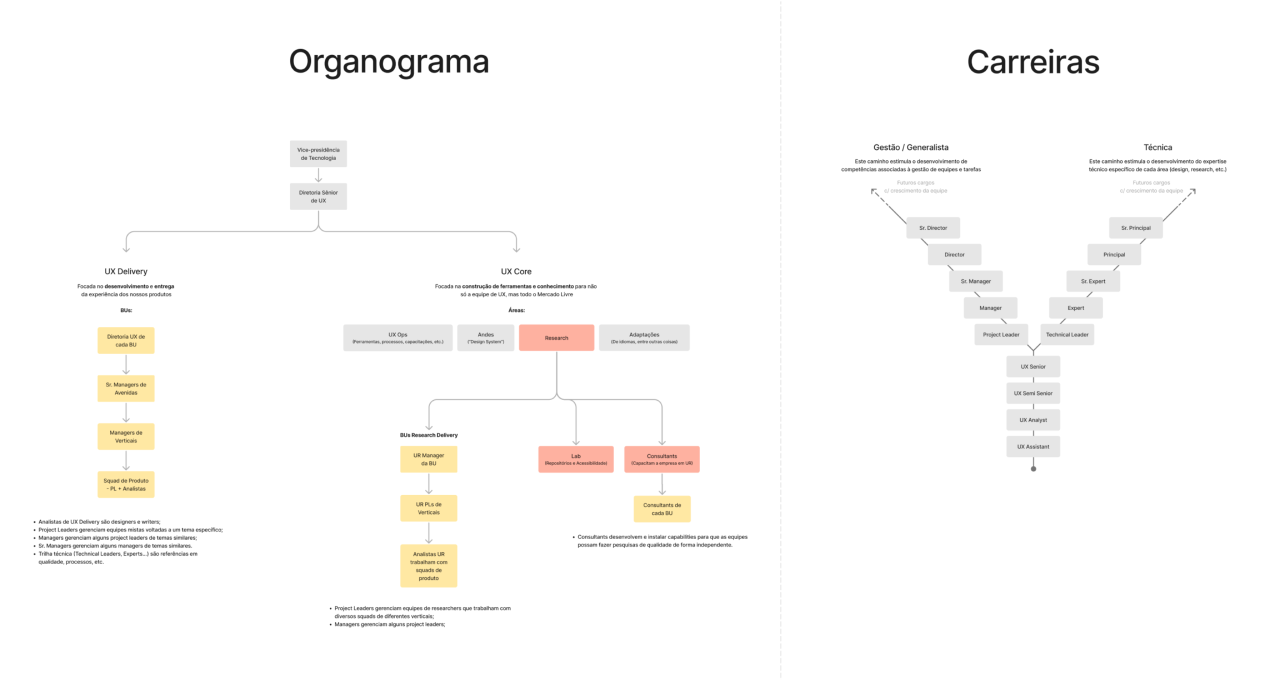 Organograma
Vice-presidência
de Tecnologia
Diretoria Sênior
de UX
UX Delivery
Focada no desenvolvimento e entrega
da experiência dos nossos produtos
BUs:
Diretoria UX de
cada BU
Sr. Managers de
Avenidas
Managers de
Verticais
Squad de Produto
- PL + Analistas
• Analistas de UX Delivery são designers e writers;
• Project Leaders gerenciam equipes mistas voltadas a um tema específico;
• Managers gerenciam alguns project leaders de temas similares;
• Sr. Managers gerenciam alguns managers de temas similares.
• Trilha técnica (Technical Leaders, Experts...) são referências em
qualidade, processos, etc.
UX Core
Focada na construção de ferramentas e conhecimento para não
só a equipe de UX, mas todo o Mercado Livre
Áreas:
UX Ops
(Ferramentas, processos, capacitações, etc.)
Andes
("Design System")
Research
Adaptações
(De idiomas, entre outras coisas)
BUs Research Delivery
UR Manager
da BU
UR PLs de
Verticais
Analistas UR
trabalham com
squads de
produto
• Project Leaders gerenciam equipes de researchers que trabalham com
diversos squads de diferentes verticais;
• Managers gerenciam alguns project leaders;
Lab
(Repositórios e Acessibilidade)
Consultants
(Capacitam a empresa em UR)
Consultants de
cada BU
• Consultants desenvolvem e instalar capabilities para que as equipes
possam fazer pesquisas de qualidade de forma independente.
Carreiras
Gestão / Generalista
Este caminho estimula o desenvolvimento de
competências associadas à gestão de equipes e tarefas
Futuros cargos
c/ crescimento da equipe
Sr. Director
Director
Sr. Manager
Manager
Project Leader
Técnica
Este caminho estimula o desenvolvimento do expertise
técnico específico de cada área (design, research, etc.)
Futuros cargos
c/ crescimento da equipe
Sr. Principal
Principal
Sr. Expert
Expert
Technical Leader
UX Senior
UX Semi Senior
UX Analyst
UX Assistant